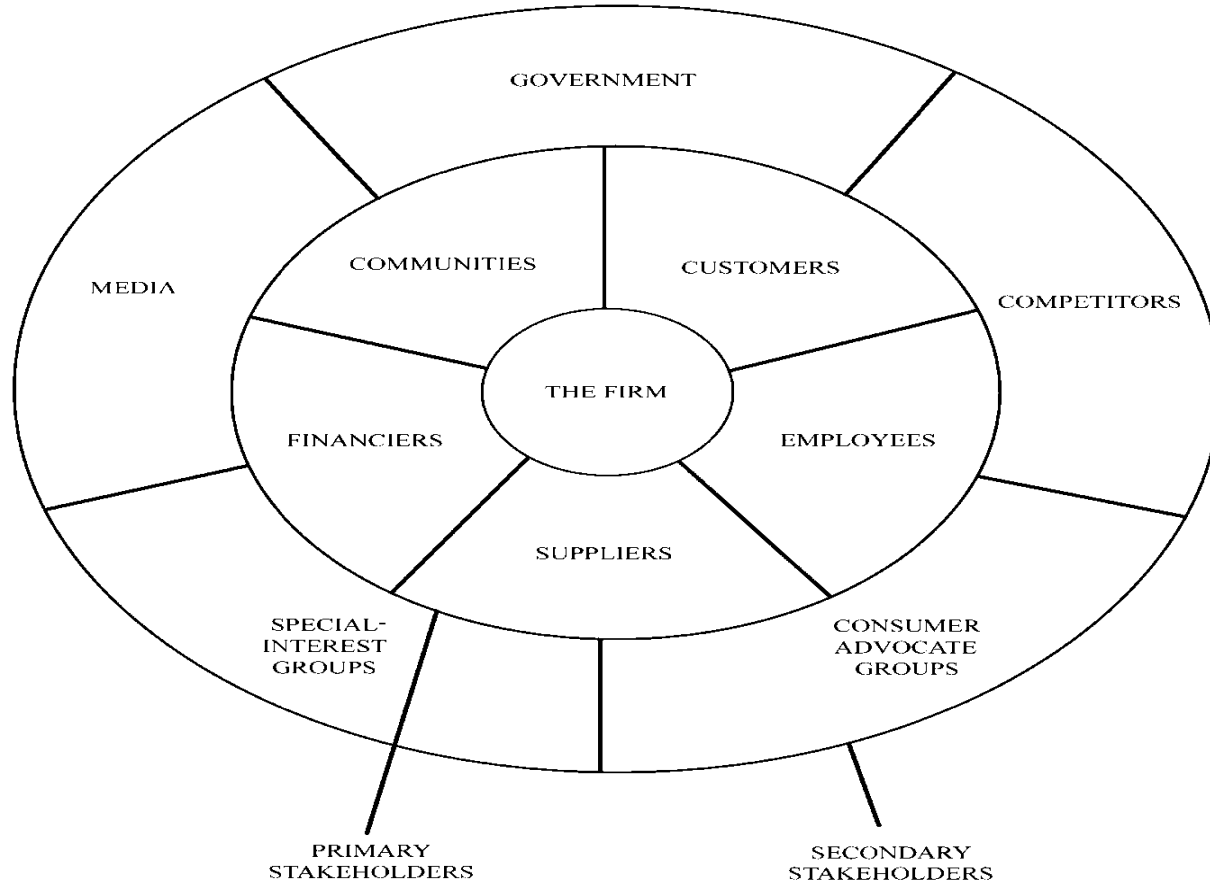 GOVERNMENT
COMMUNITIES
CUSTOMERS
MEDIA
COMPETITORS
THE FIRM
FINANCIERS
EMPLOYEES
SUPPLIERS
SPECIAL-
INTEREST
GROUPS
CONSUMER
ADVOCATE
GROUPS
PRIMARY
STAKEHOLDERS
SECONDARY
STAKEHOLDERS